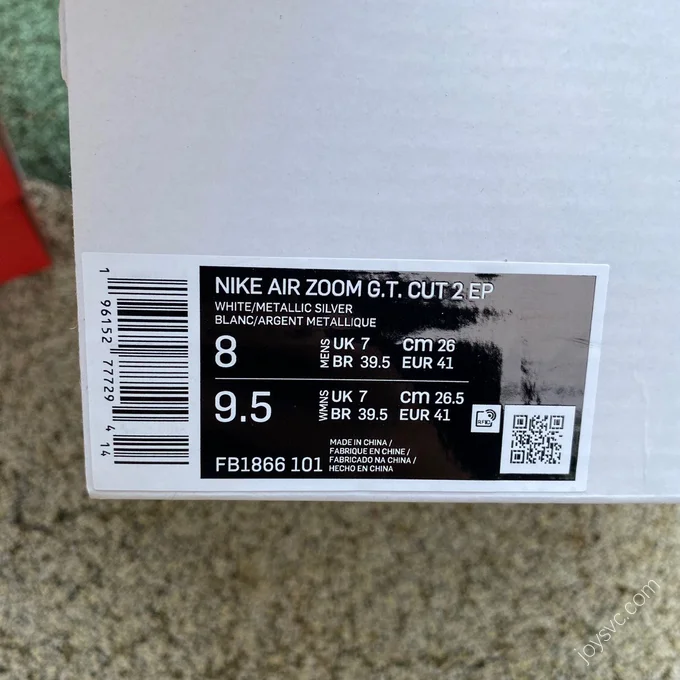 NIKE AIR ZOOM G.T. CUT 2 EP
WHITE/METALLIC SILVER
BLANC/ARGENT METALLIQUE
8 MENS UK 7 cm 26
BR 39.5 EUR 41
9.5 WMNS UK 7 cm 26.5
BR 39.5 EUR 41
RFID
FB1866 101
MADE IN CHINA /
FABRIQUE EN CHINE /
FABRICADO NA CHINA /
HECHO EN CHINA
1 96152 77729 4 14
joysvc.com